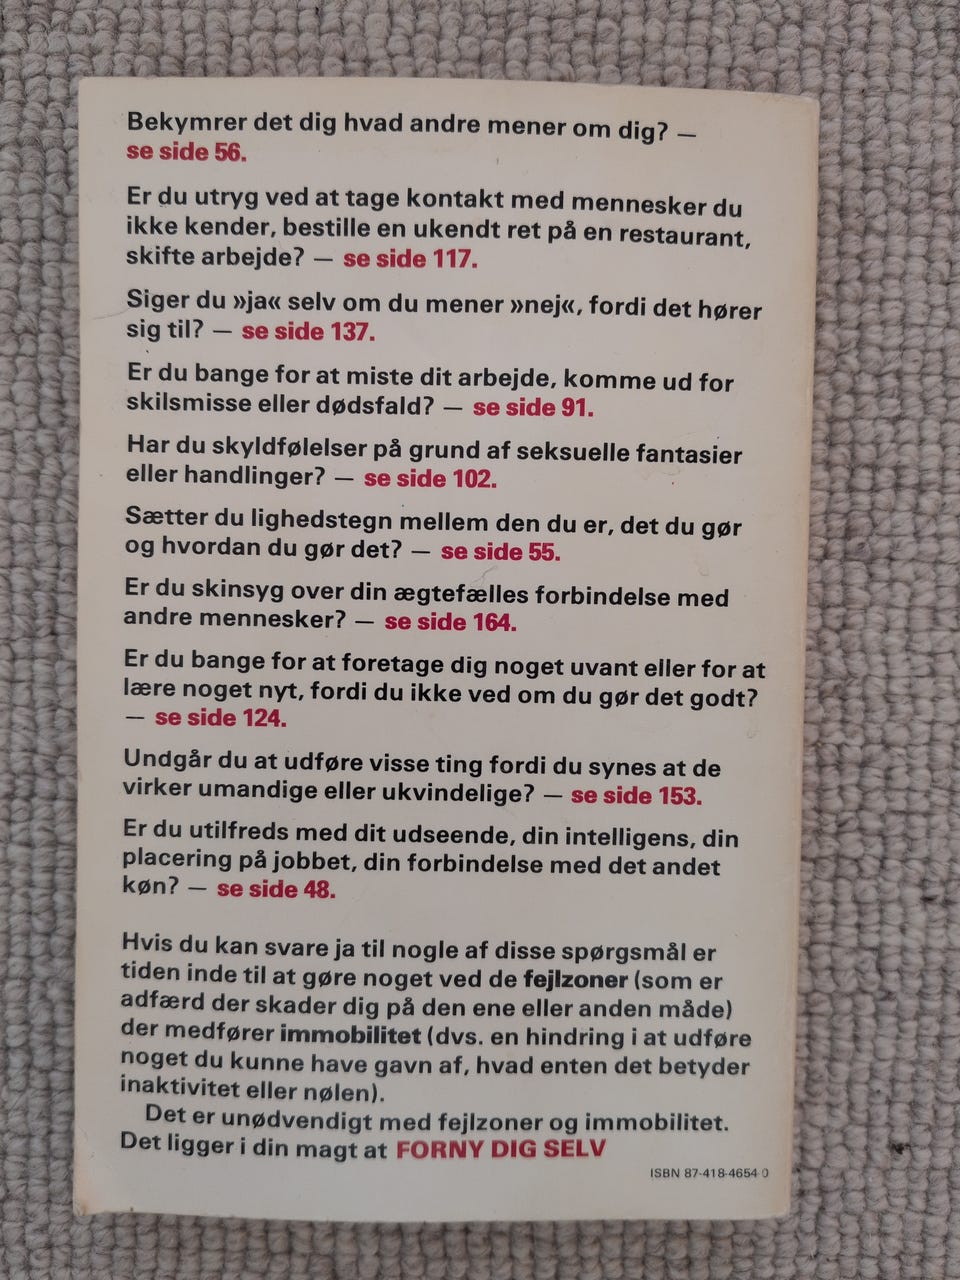 Bekymrer det dig hvad andre mener om dig? —
se side 56.
Er du utryg ved at tage kontakt med mennesker du
ikke kender, bestille en ukendt ret på en restaurant,
skifte arbejde? — se side 117.
Siger du »ja« selv om du mener »nej«, fordi det hører
sig til? — se side 137.
Er du bange for at miste dit arbejde, komme ud for
skilsmisse eller dødsfald? — se side 91.
Har du skyldfølelser på grund af seksuelle fantasier
eller handlinger? — se side 102.
Sætter du lighedstegn mellem den du er, det du gør
og hvordan du gør det? — se side 55.
Er du skinsyg over din ægtefælles forbindelse med
andre mennesker? — se side 164.
Er du bange for at foretage dig noget uvant eller for at
lære noget nyt, fordi du ikke ved om du gør det godt?
— se side 124.
Undgår du at udføre visse ting fordi du synes at de
virker umandige eller ukvindelige? — se side 153.
Er du utilfreds med dit udseende, din intelligens, din
placering på jobbet, din forbindelse med det andet
køn? — se side 48.
Hvis du kan svare ja til nogle af disse spørgsmål er
tiden inde til at gøre noget ved de fejlzoner (som er
adfærd der skader dig på den ene eller anden måde)
der medfører immobilitet (dvs. en hindring i at udføre
noget du kunne have gavn af, hvad enten det betyder
inaktivitet eller nølen).
Det er unødvendigt med fejlzoner og immobilitet.
Det ligger i din magt at FORNY DIG SELV
ISBN 87-418-4654-0